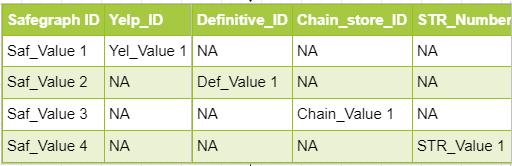 Safegraph ID Yelp_ID Definitive_ID Chain_store_ID STR_Number
Saf_Value 1 Yel_Value 1 NA NA NA
Saf_Value 2 NA Def_Value 1 NA NA
Saf_Value 3 NA NA Chain_Value 1 NA
Saf_Value 4 NA NA NA STR_Value 1